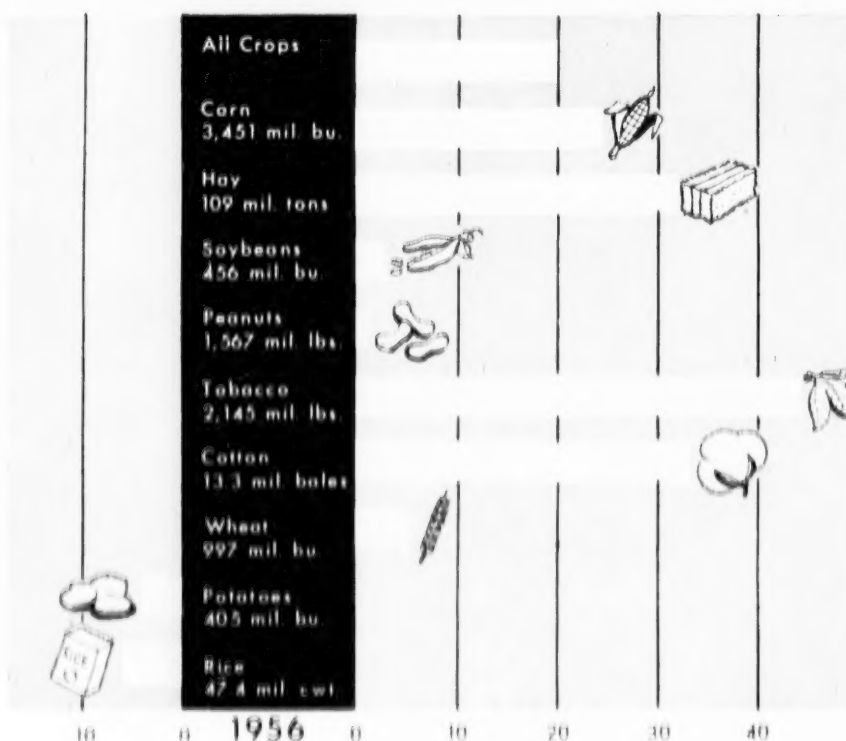 All Crops
Corn
3,451 mil. bu.
Hay
109 mil. tons
Soybeans
456 mil. bu.
Peanuts
1,567 mil. lbs.
Tobacco
2,145 mil. lbs.
Cotton
13.3 mil. bales
Wheat
997 mil. bu.
Potatoes
405 mil. bu.
Rice
47.4 mil. cwt.
RICE
10 0 1956 0 10 20 30 40